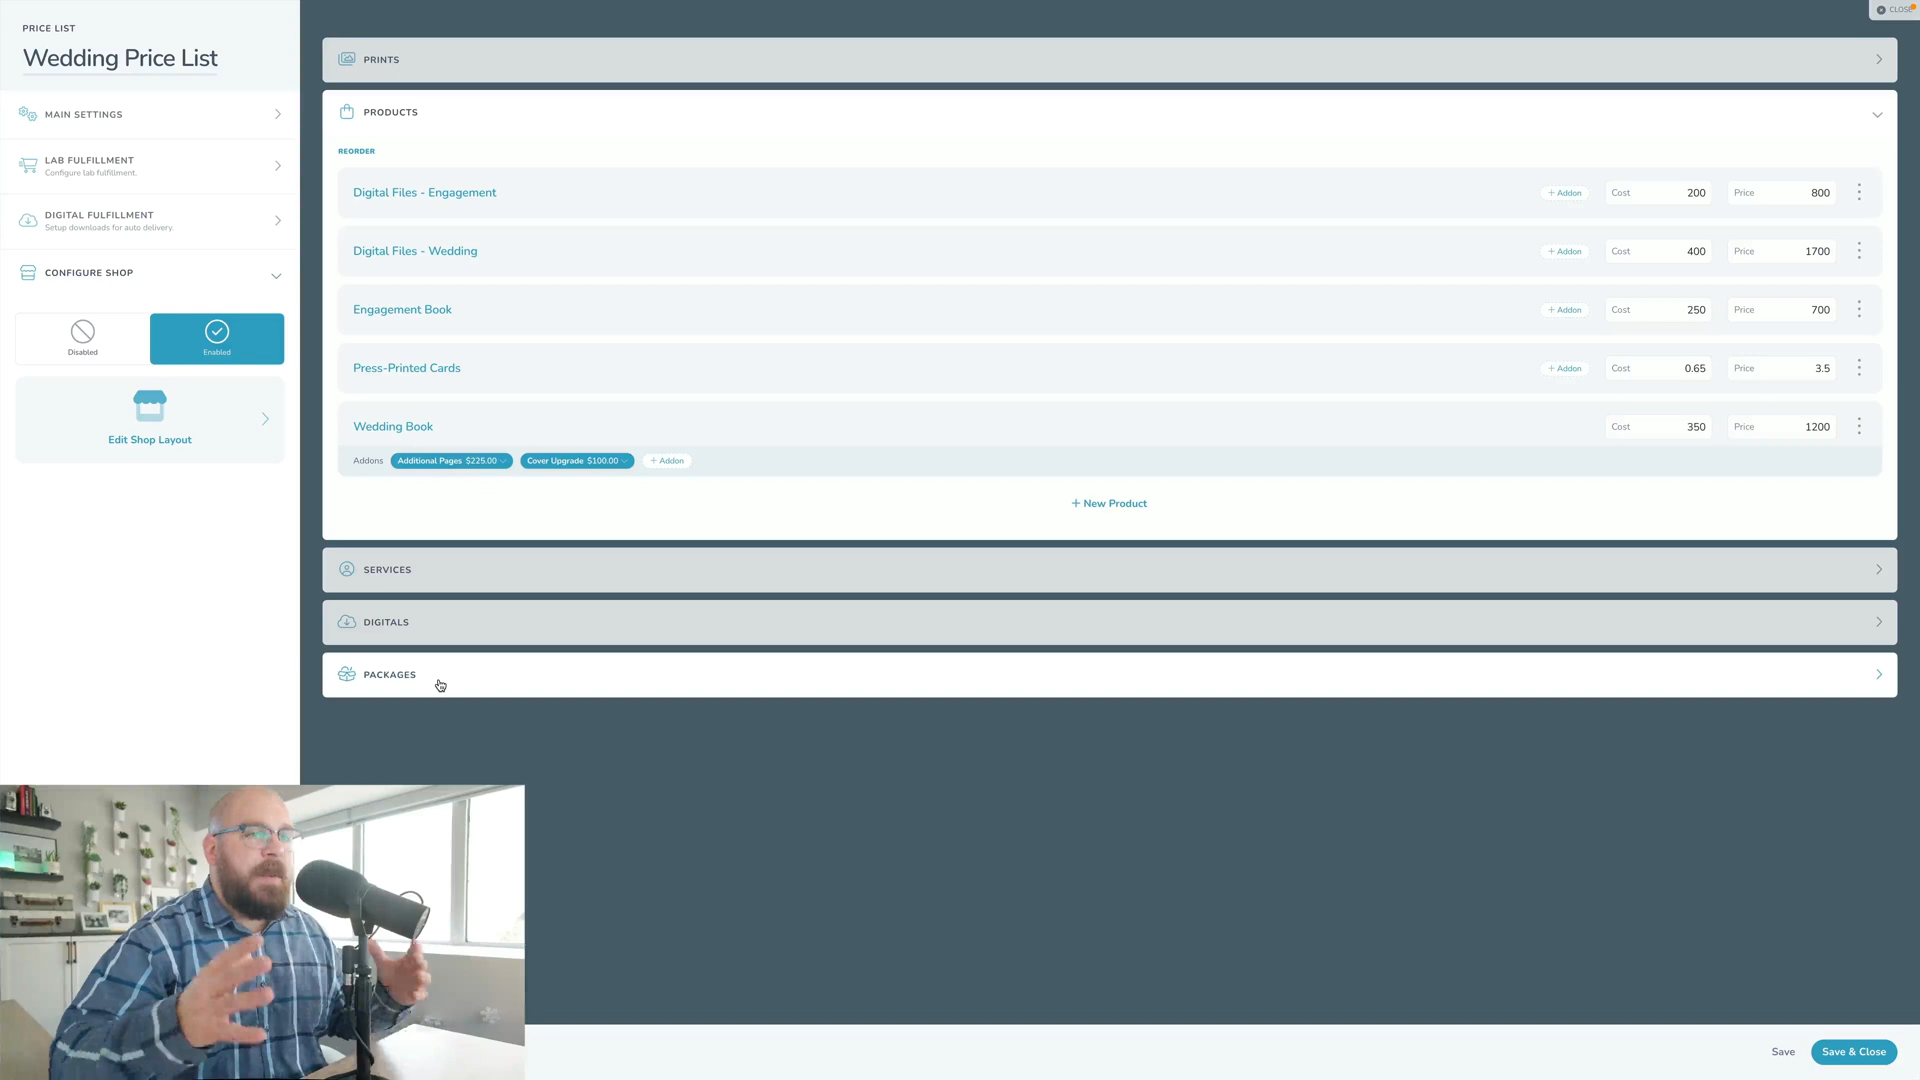 PRICE LIST
Wedding Price List
MAIN SETTINGS
LAB FULFILLMENT
Configure lab fulfillment.
DIGITAL FULFILLMENT
Setup downloads for auto delivery.
CONFIGURE SHOP
Disabled
Enabled
Edit Shop Layout
CLOSE
PRINTS
PRODUCTS
REORDER
Digital Files - Engagement + Addon Cost 200 Price 800
Digital Files - Wedding + Addon Cost 400 Price 1700
Engagement Book + Addon Cost 250 Price 700
Press-Printed Cards + Addon Cost 0.65 Price 3.5
Wedding Book Cost 350 Price 1200
Addons Additional Pages $225.00 Cover Upgrade $100.00 + Addon
+ New Product
SERVICES
DIGITALS
PACKAGES
Save Save & Close